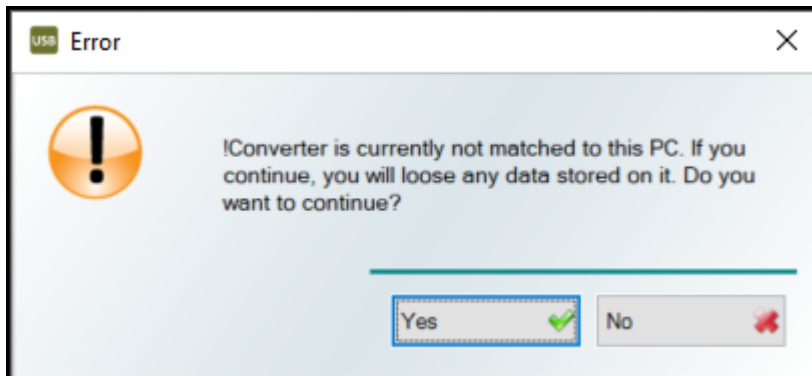 USB Error
!Converter is currently not matched to this PC. If you
continue, you will loose any data stored on it. Do you
want to continue?
Yes No